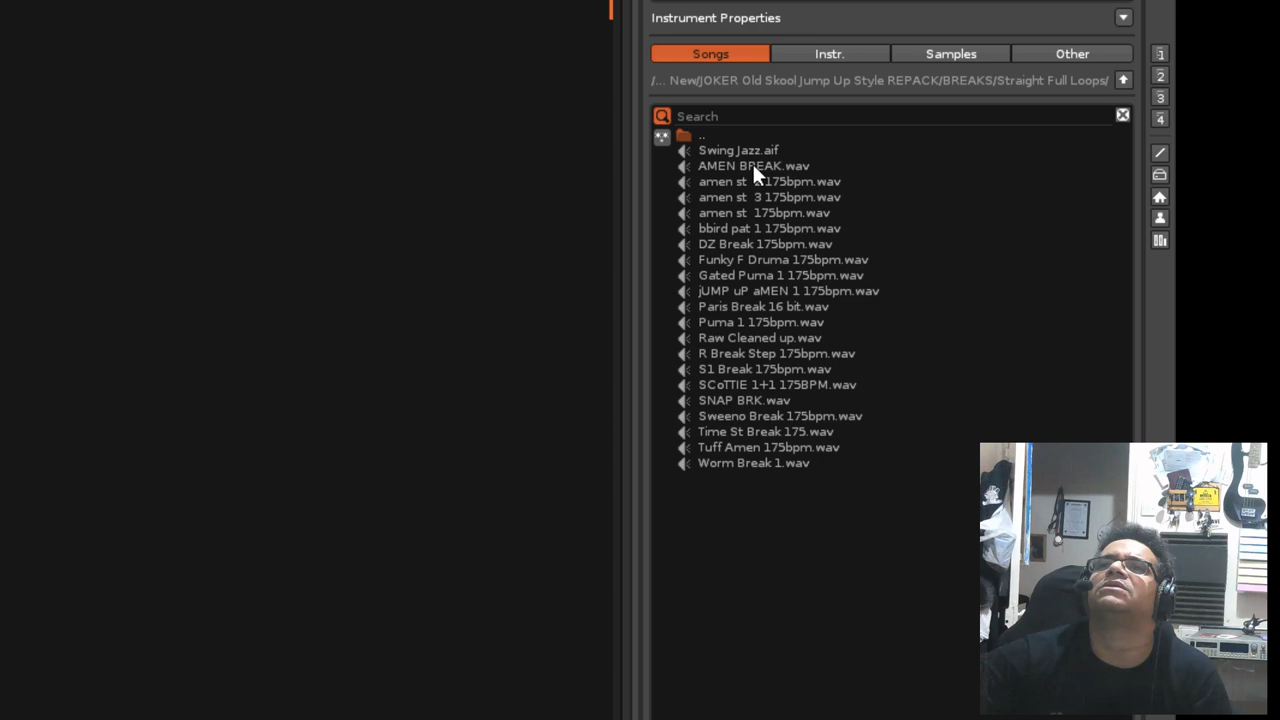 Instrument Properties
Songs Instr. Samples Other
/... New/JOKER Old Skool Jump Up Style REPACK/BREAKS/Straight Full Loops/
Search
..
Swing Jazz.aif
AMEN BREAK.wav
amen st 175bpm.wav
amen st 3 175bpm.wav
amen st 175bpm.wav
bbird pat 1 175bpm.wav
DZ Break 175bpm.wav
Funky F Druma 175bpm.wav
Gated Puma 1 175bpm.wav
jUMP uP aMEN 1 175bpm.wav
Paris Break 16 bit.wav
Puma 1 175bpm.wav
Raw Cleaned up.wav
R Break Step 175bpm.wav
S1 Break 175bpm.wav
SCoTTIE 1+1 175BPM.wav
SNAP BRK.wav
Sweeno Break 175bpm.wav
Time St Break 175.wav
Tuff Amen 175bpm.wav
Worm Break 1.wav
1
2
3
4